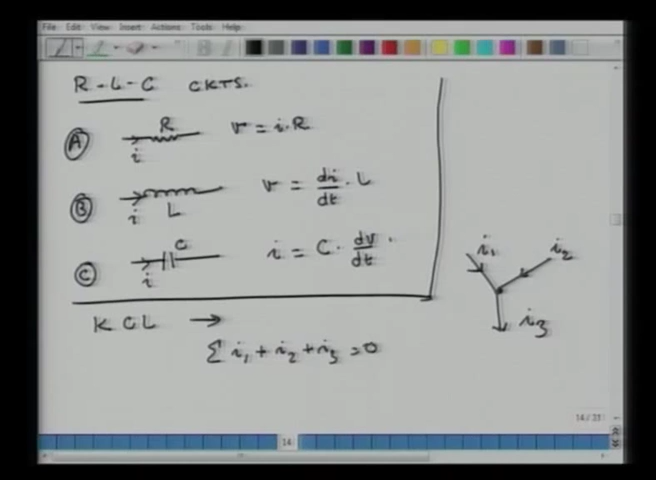 File Edit View Insert Actions Tools Help
R-L-C CKTS.
A R i v = i.R
B i L v = di/dt . L
C C i i = C. dv/dt .
i1 i2
i3
KCL →
Σ i1 + i2 + i3 = 0
14/31
14